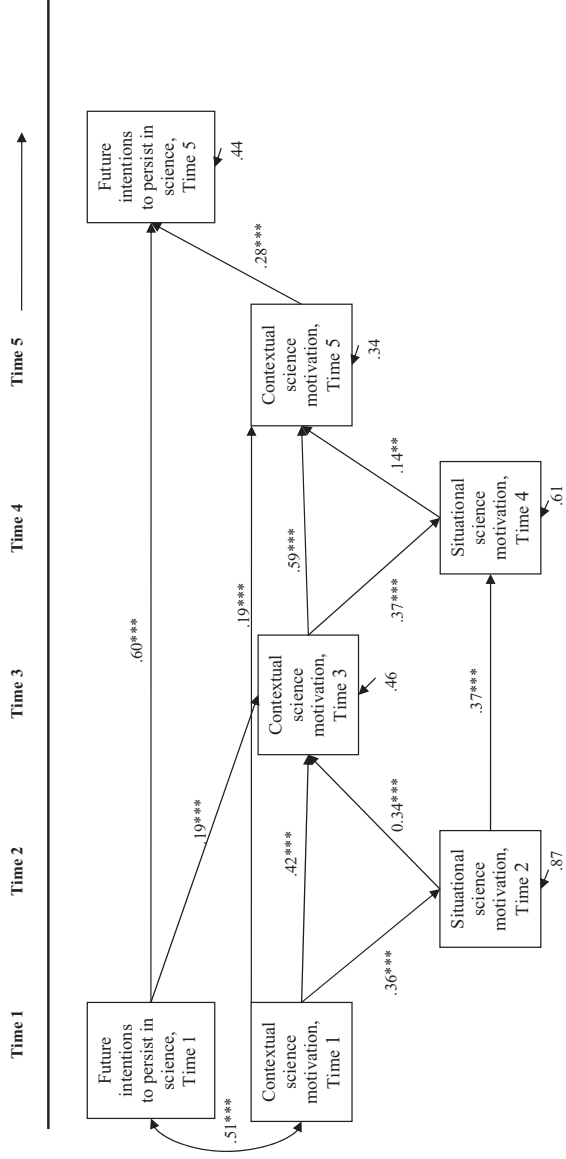 Time 1
Time 2
Time 3
Time 4
Time 5
Future
intentions
to persist in
science,
Time 1
.60***
Future
intentions
to persist in
science,
Time 5
.44
.51***
.19***
.19***
.28***
Contextual
science
motivation,
Time 1
.42***
Contextual
science
motivation,
Time 3
.46
.59***
Contextual
science
motivation,
Time 5
.34
.36***
0.34***
.37***
.14**
Situational
science
motivation,
Time 2
.87
.37***
Situational
science
motivation,
Time 4
.61